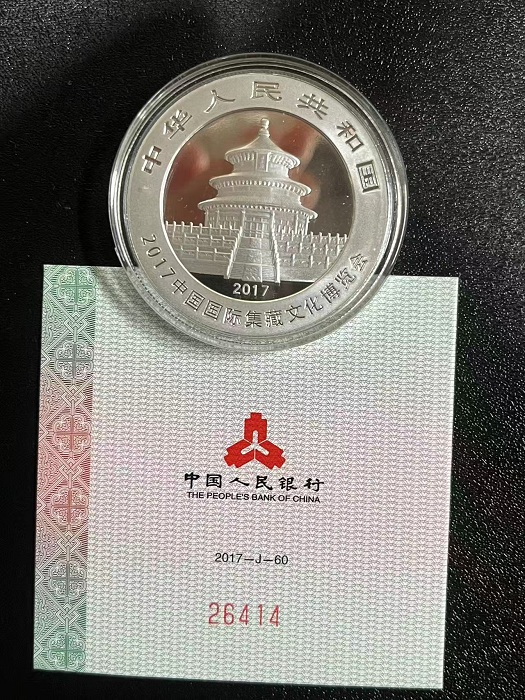 中华人民共和国
2017
2017中国国际集藏文化博览会
中国人民银行
THE PEOPLE'S BANK OF CHINA
2017-J-60
26414